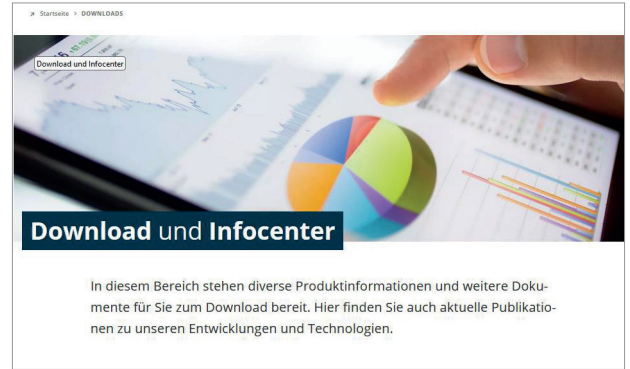 Startseite > DOWNLOADS
Download und Infocenter
Download und Infocenter
In diesem Bereich stehen diverse Produktinformationen und weitere Doku-
mente für Sie zum Download bereit. Hier finden Sie auch aktuelle Publikatio-
nen zu unseren Entwicklungen und Technologien.